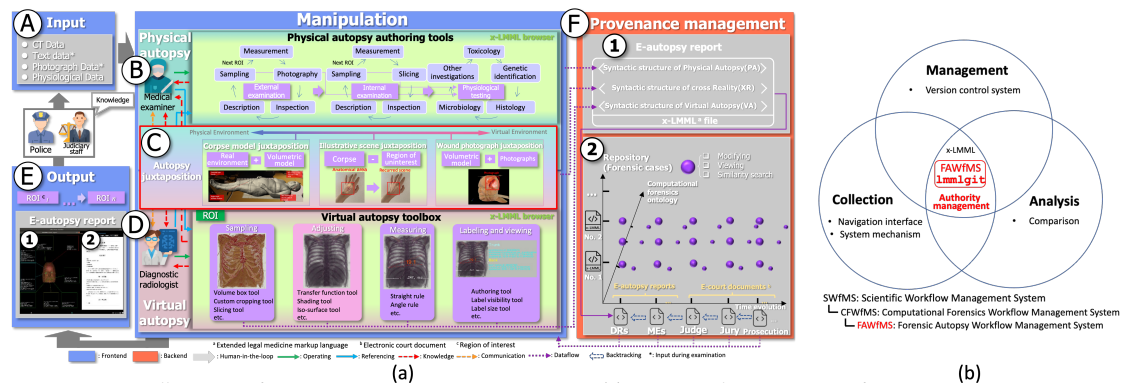 A Input
CT Data
Text data*
Photograph Data*
Physiological Data
Knowledge
Police
Judiciary staff
E Output
ROI
...
ROI
E-autopsy report
1
2
Manipulation
Physical autopsy
B
Medical examiner
Physical autopsy authoring tools
x-LMML browser
Measurement
Measurement
Toxicology
Next ROI
Next ROI
Sampling
Photography
Sampling
Slicing
Other investigations
Genetic identification
External examination
Internal examination
Physiological testing
Description
Inspection
Description
Inspection
Microbiology
Histology
C
Autopsy juxtaposition
Physical Environment
Virtual Environment
Corpse model juxtaposition
Real environment
+
Volumetric model
Illustrative scene juxtaposition
Corpse
-
Region of uninterest
Anatomical area
Recurred scene
Wound photograph juxtaposition
Volumetric model
+
Photographs
D
Diagnostic radiologist
Virtual autopsy
ROI
Virtual autopsy toolbox
x-LMML browser
Sampling
Volume box tool
Custom cropping tool
Slicing tool
etc.
Adjusting
Transfer function tool
Shading tool
Iso-surface tool
etc.
Measuring
Straight rule
Angle rule
etc.
Labeling and viewing
Authoring tool
Label visibility tool
Label size tool
etc.
F Provenance management
1
E-autopsy report
Syntactic structure of Physical Autopsy(PA)
Syntactic structure of cross Reality(XR)
Syntactic structure of Virtual Autopsy(VA)
x-LMML a file
2
Repository
(Forensic cases)
Modifying
Viewing
Similarity search
Computational forensics ontology
...
No. 2
No. 1
E-autopsy reports
E-court documents b
Time evolution
DRs
MEs
Judge
Jury
Prosecution
a Extended legal medicine markup language
b Electronic court document
c Region of interest
: Frontend
: Backend
: Human-in-the-loop
: Operating
: Referencing
: Knowledge
: Communication
: Dataflow
: Backtracking
*: Input during examination
(a)
Management
• Version control system
x-LMML
FAWfMS
lmmlgit
Authority management
Collection
• Navigation interface
• System mechanism
Analysis
• Comparison
SWfMS: Scientific Workflow Management System
CFWfMS: Computational Forensics Workflow Management System
FAWfMS: Forensic Autopsy Workflow Management System
(b)